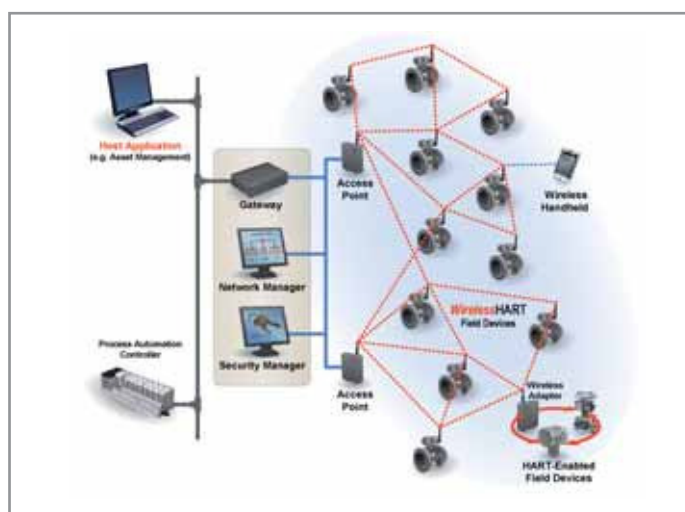 Host Application
(e.g. Asset Management)
Gateway
Access
Point
Wireless
Handheld
Network Manager
WirelessHART
Field Devices
Security Manager
Process Automation
Controller
Access
Point
Wireless
Adapter
HART-Enabled
Field Devices